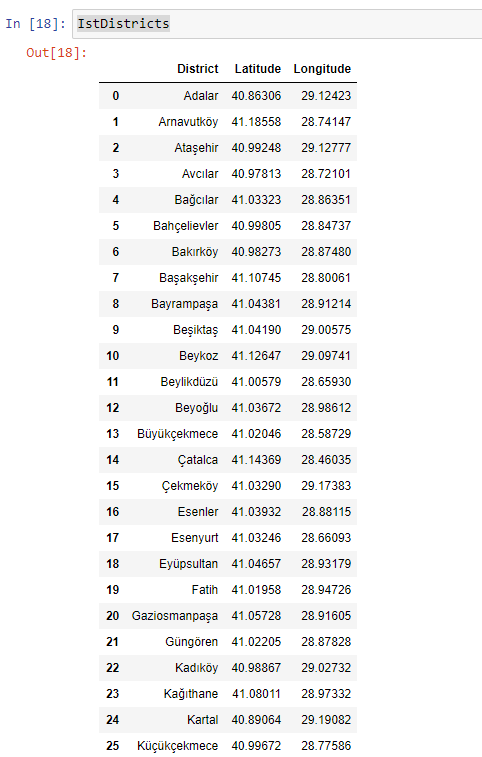 In [18]: IstDistricts
Out[18]:
District Latitude Longitude
0 Adalar 40.86306 29.12423
1 Arnavutköy 41.18558 28.74147
2 Ataşehir 40.99248 29.12777
3 Avcılar 40.97813 28.72101
4 Bağcılar 41.03323 28.86351
5 Bahçelievler 40.99805 28.84737
6 Bakırköy 40.98273 28.87480
7 Başakşehir 41.10745 28.80061
8 Bayrampaşa 41.04381 28.91214
9 Beşiktaş 41.04190 29.00575
10 Beykoz 41.12647 29.09741
11 Beylikdüzü 41.00579 28.65930
12 Beyoğlu 41.03672 28.98612
13 Büyükçekmece 41.02046 28.58729
14 Çatalca 41.14369 28.46035
15 Çekmeköy 41.03290 29.17383
16 Esenler 41.03932 28.88115
17 Esenyurt 41.03246 28.66093
18 Eyüpsultan 41.04657 28.93179
19 Fatih 41.01958 28.94726
20 Gaziosmanpaşa 41.05728 28.91605
21 Güngören 41.02205 28.87828
22 Kadıköy 40.98867 29.02732
23 Kağıthane 41.08011 28.97332
24 Kartal 40.89064 29.19082
25 Küçükçekmece 40.99672 28.77586